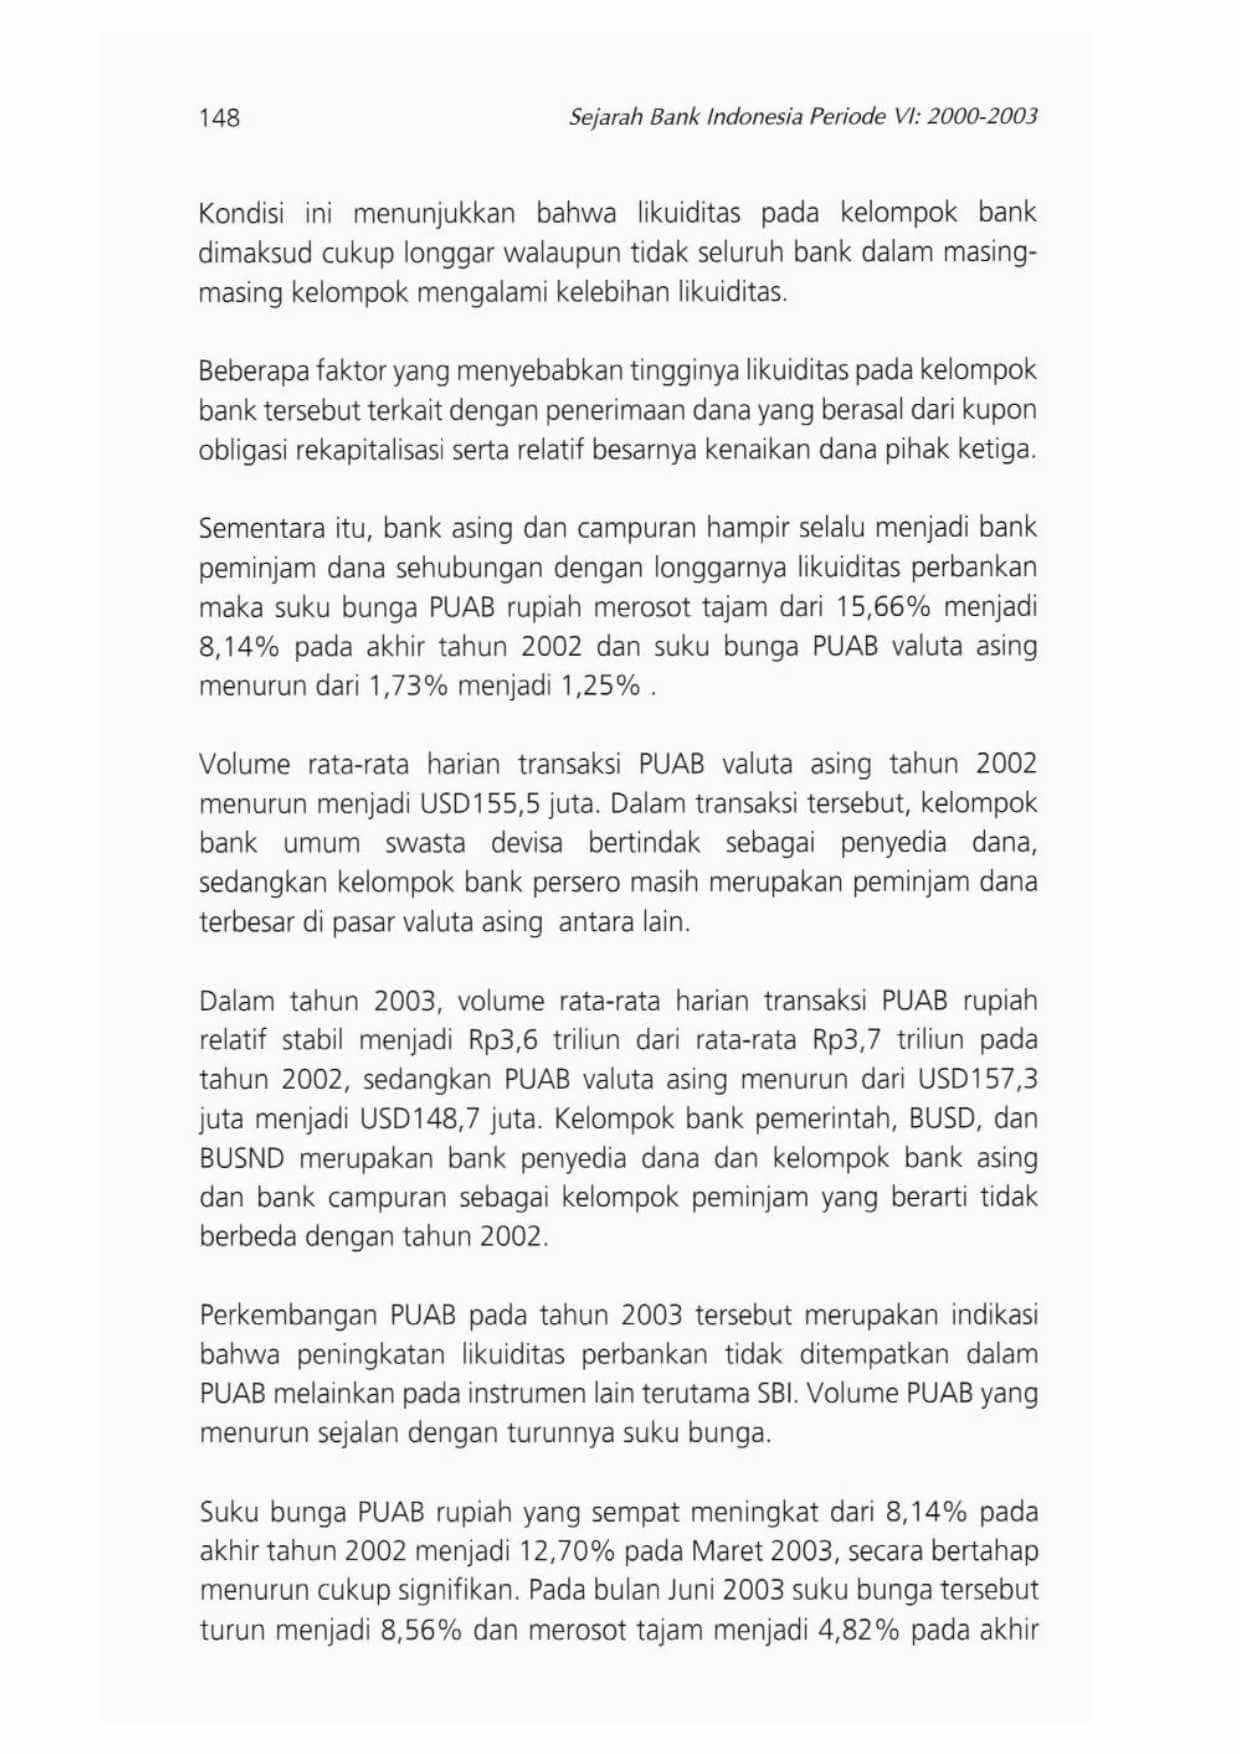 148
Sejarah Bank Indonesia Periode VI: 2000-2003
Kondisi ini menunjukkan bahwa likuiditas pada kelompok bank
dimaksud cukup longgar walaupun tidak seluruh bank dalam masing-
masing kelompok mengalami kelebihan likuiditas.
Beberapa faktor yang menyebabkan tingginya likuiditas pada kelompok
bank tersebut terkait dengan penerimaan dana yang berasal dari kupon
obligasi rekapitalisasi serta relatif besarnya kenaikan dana pihak ketiga.
Sementara itu, bank asing dan campuran hampir selalu menjadi bank
peminjam dana sehubungan dengan longgarnya likuiditas perbankan
maka suku bunga PUAB rupiah merosot tajam dari 15,66% menjadi
8,14% pada akhir tahun 2002 dan suku bunga PUAB valuta asing
menurun dari 1,73% menjadi 1,25% .
Volume rata-rata harian transaksi PUAB valuta asing tahun 2002
menurun menjadi USD155,5 juta. Dalam transaksi tersebut, kelompok
bank umum swasta devisa bertindak sebagai penyedia dana,
sedangkan kelompok bank persero masih merupakan peminjam dana
terbesar di pasar valuta asing antara lain.
Dalam tahun 2003, volume rata-rata harian transaksi PUAB rupiah
relatif stabil menjadi Rp3,6 triliun dari rata-rata Rp3,7 triliun pada
tahun 2002, sedangkan PUAB valuta asing menurun dari USD157,3
juta menjadi USD148,7 juta. Kelompok bank pemerintah, BUSD, dan
BUSND merupakan bank penyedia dana dan kelompok bank asing
dan bank campuran sebagai kelompok peminjam yang berarti tidak
berbeda dengan tahun 2002.
Perkembangan PUAB pada tahun 2003 tersebut merupakan indikasi
bahwa peningkatan likuiditas perbankan tidak ditempatkan dalam
PUAB melainkan pada instrumen lain terutama SBI. Volume PUAB yang
menurun sejalan dengan turunnya suku bunga.
Suku bunga PUAB rupiah yang sempat meningkat dari 8,14% pada
akhir tahun 2002 menjadi 12,70% pada Maret 2003, secara bertahap
menurun cukup signifikan. Pada bulan Juni 2003 suku bunga tersebut
turun menjadi 8,56% dan merosot tajam menjadi 4,82% pada akhir